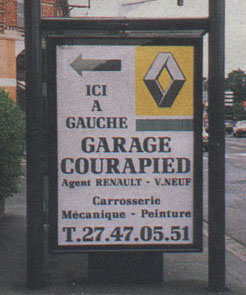 ICI
A
GAUCHE
GARAGE
COURAPIED
Agent RENAULT - V.NEUF
Carrosserie
Mécanique - Peinture
T.27.47.05.51